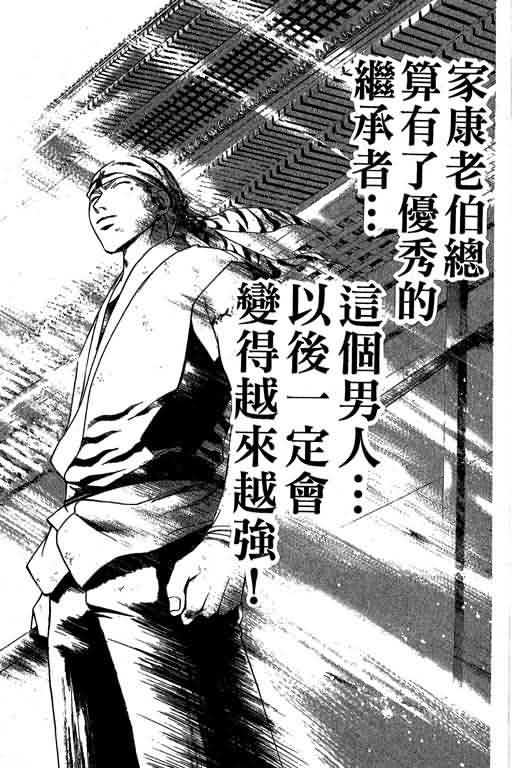 家康老伯總
算有了優秀的
繼承者…
這個男人…
以後一定會
變得越來越強！